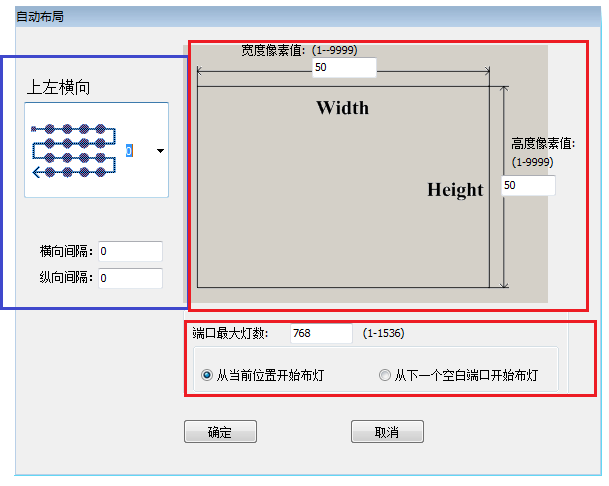 自动布局
宽度像素值: (1--9999)
50
上左横向
0
Width
高度像素值:
(1-9999)
Height
50
横向间隔: 0
纵向间隔: 0
端口最大灯数: 768 (1-1536)
从当前位置开始布灯 从下一个空白端口开始布灯
确定 取消